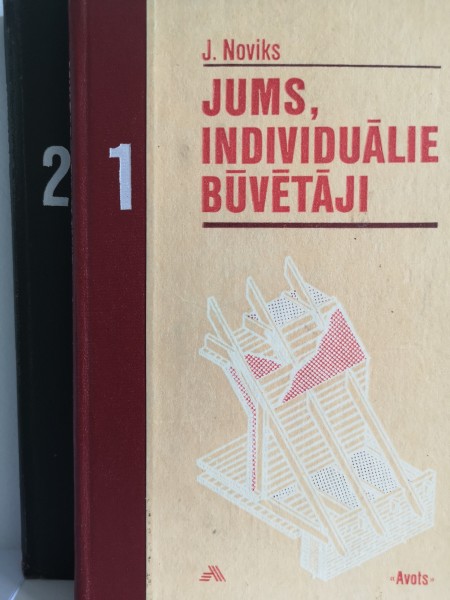 2
1
J. Noviks
JUMS,
INDIVIDUĀLIE
BŪVĒTĀJI
«Avots»